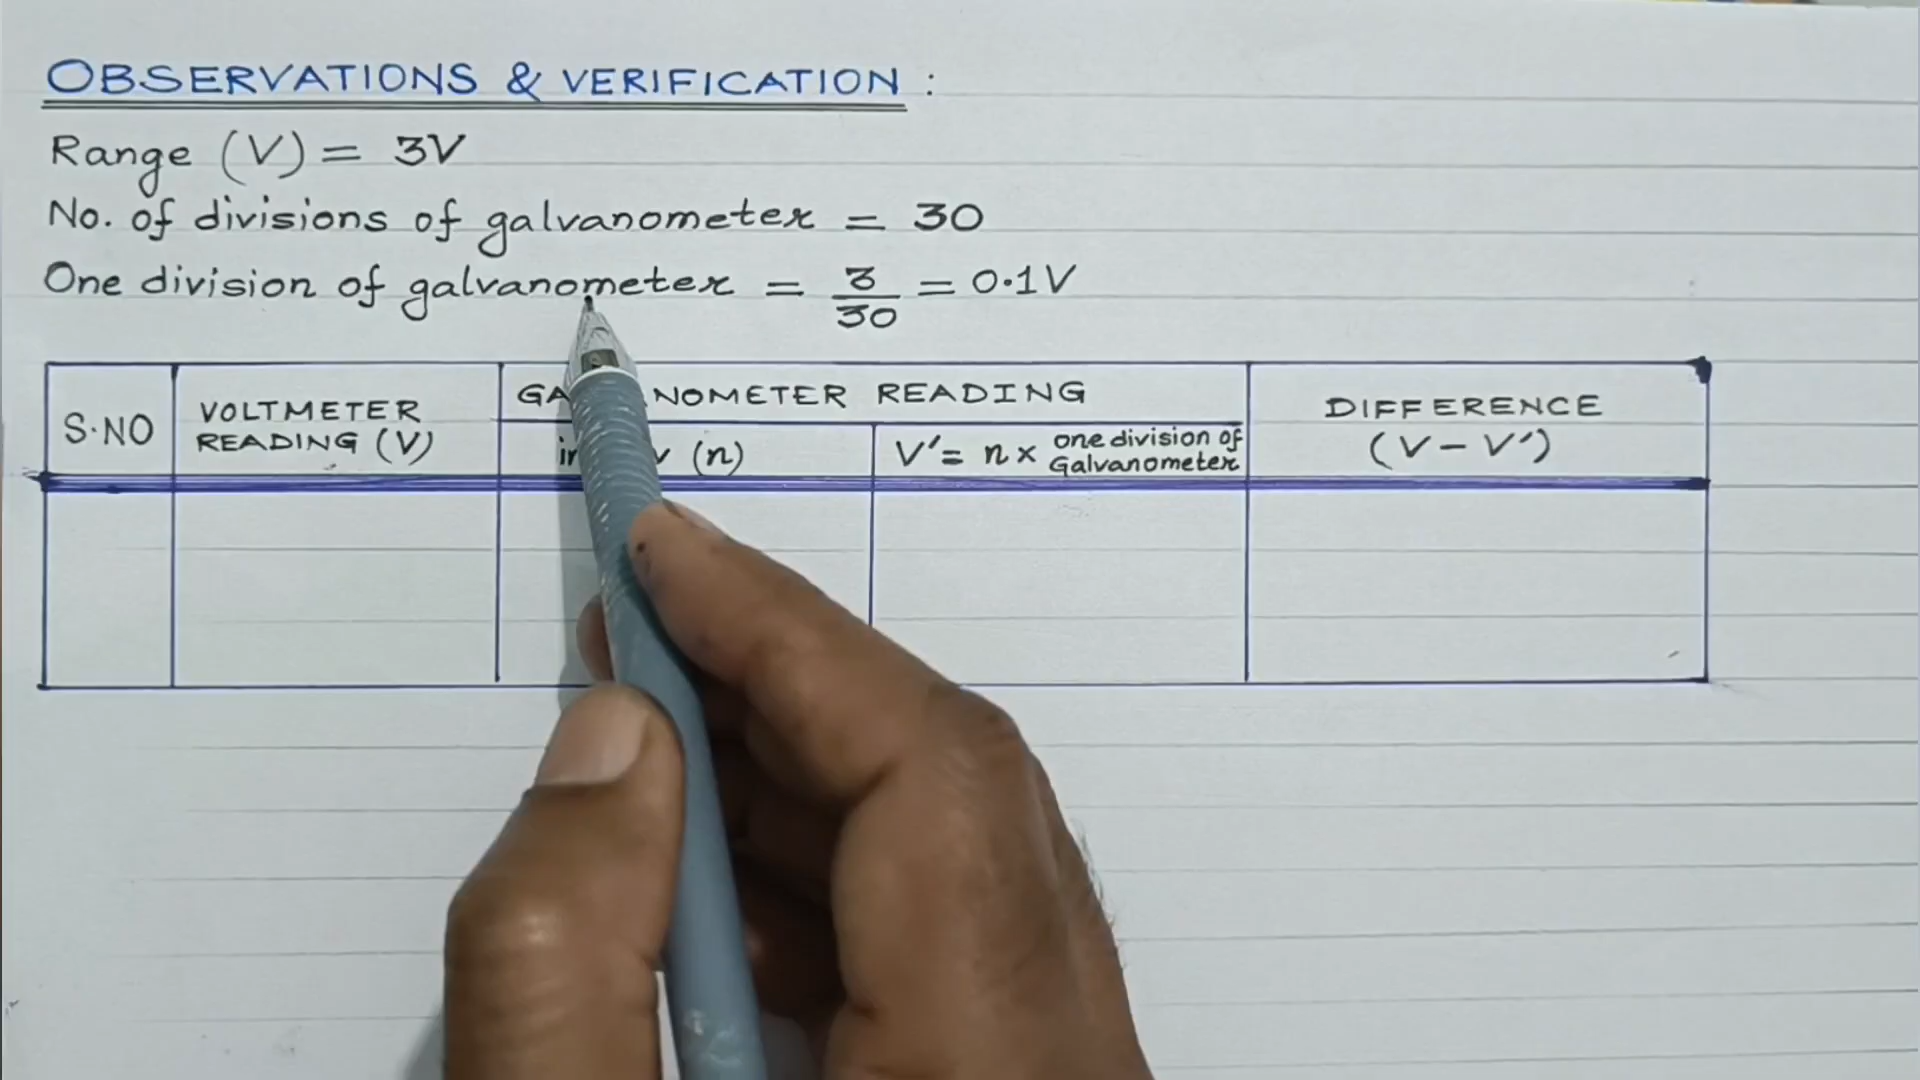 OBSERVATIONS & VERIFICATION :
Range (V) = 3V
No. of divisions of galvanometer = 30
One division of galvanometer = 3/30 = 0.1V
S.NO
VOLTMETER
READING (V)
NOMETER READING
(n)
V' = n × one division of
Galvanometer
DIFFERENCE
(V - V')